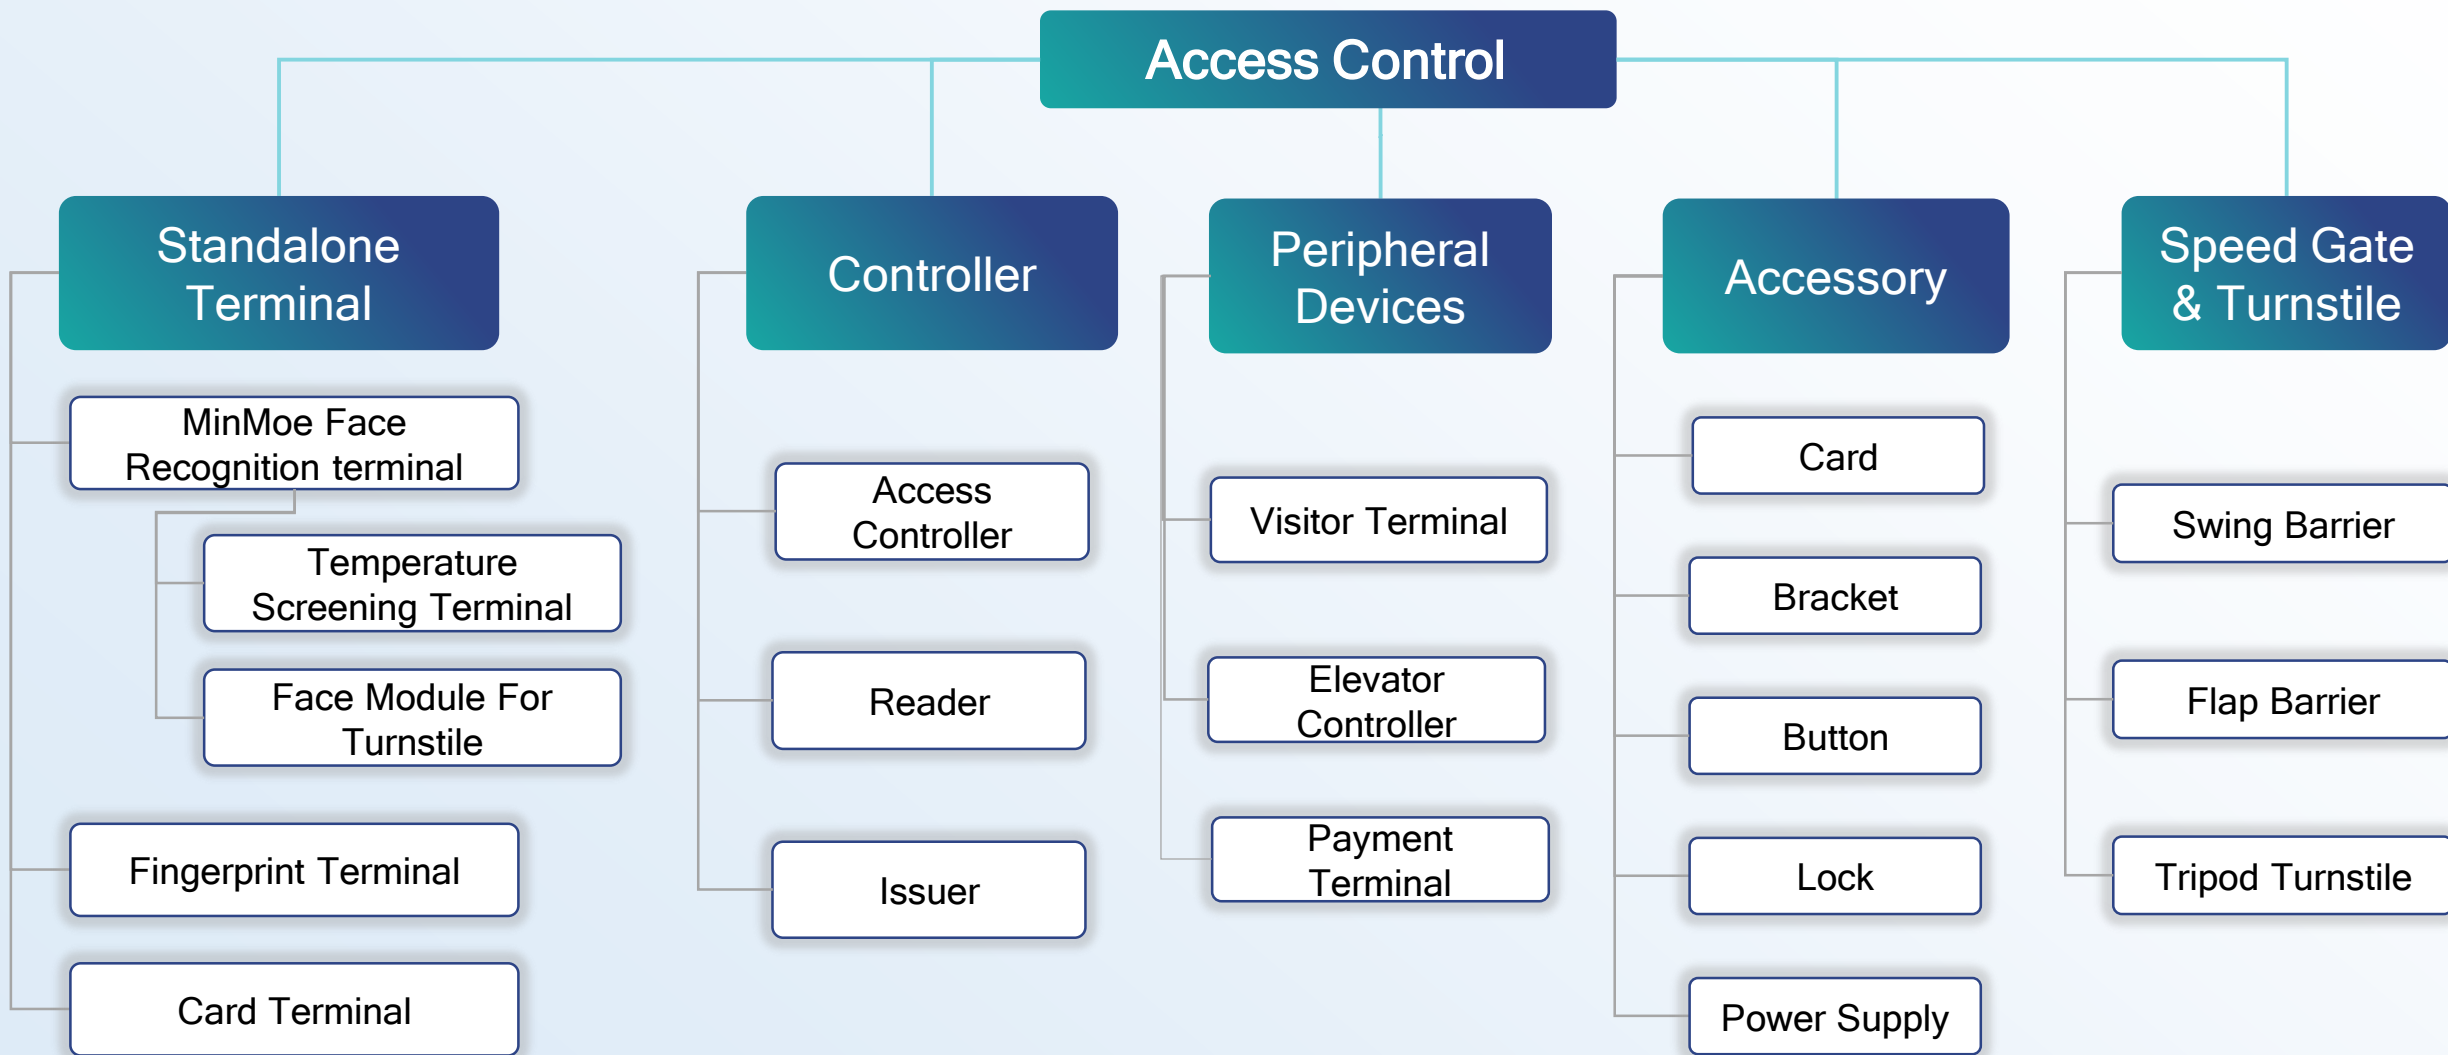 Access Control
Standalone
Terminal
MinMoe Face
Recognition terminal
Temperature
Screening Terminal
Face Module For
Turnstile
Fingerprint Terminal
Card Terminal
Controller
Access
Controller
Reader
Issuer
Peripheral
Devices
Visitor Terminal
Elevator
Controller
Payment
Terminal
Accessory
Card
Bracket
Button
Lock
Power Supply
Speed Gate
& Turnstile
Swing Barrier
Flap Barrier
Tripod Turnstile